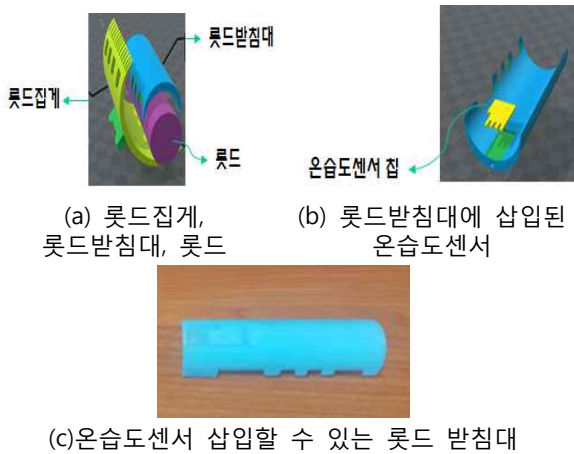 롯드받침대
롯드집게
롯드
온습도센서 칩
(a) 롯드집게,
롯드받침대, 롯드
(b) 롯드받침대에 삽입된
온습도센서
(c)온습도센서 삽입할 수 있는 롯드 받침대